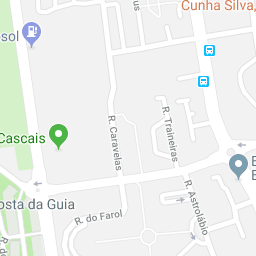 Cunha Silva,
sol
R. Caravelas
R. Traineiras
Cascais
E
E
osta da Guia
R. do Farol
R. Astrolábio